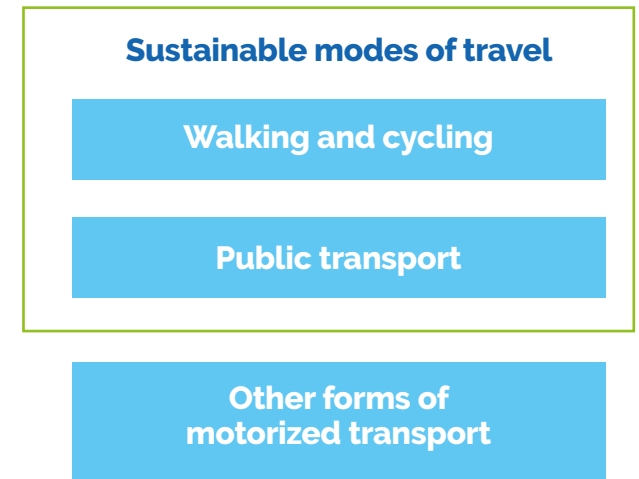 Sustainable modes of travel
Walking and cycling
Public transport
Other forms of
motorized transport